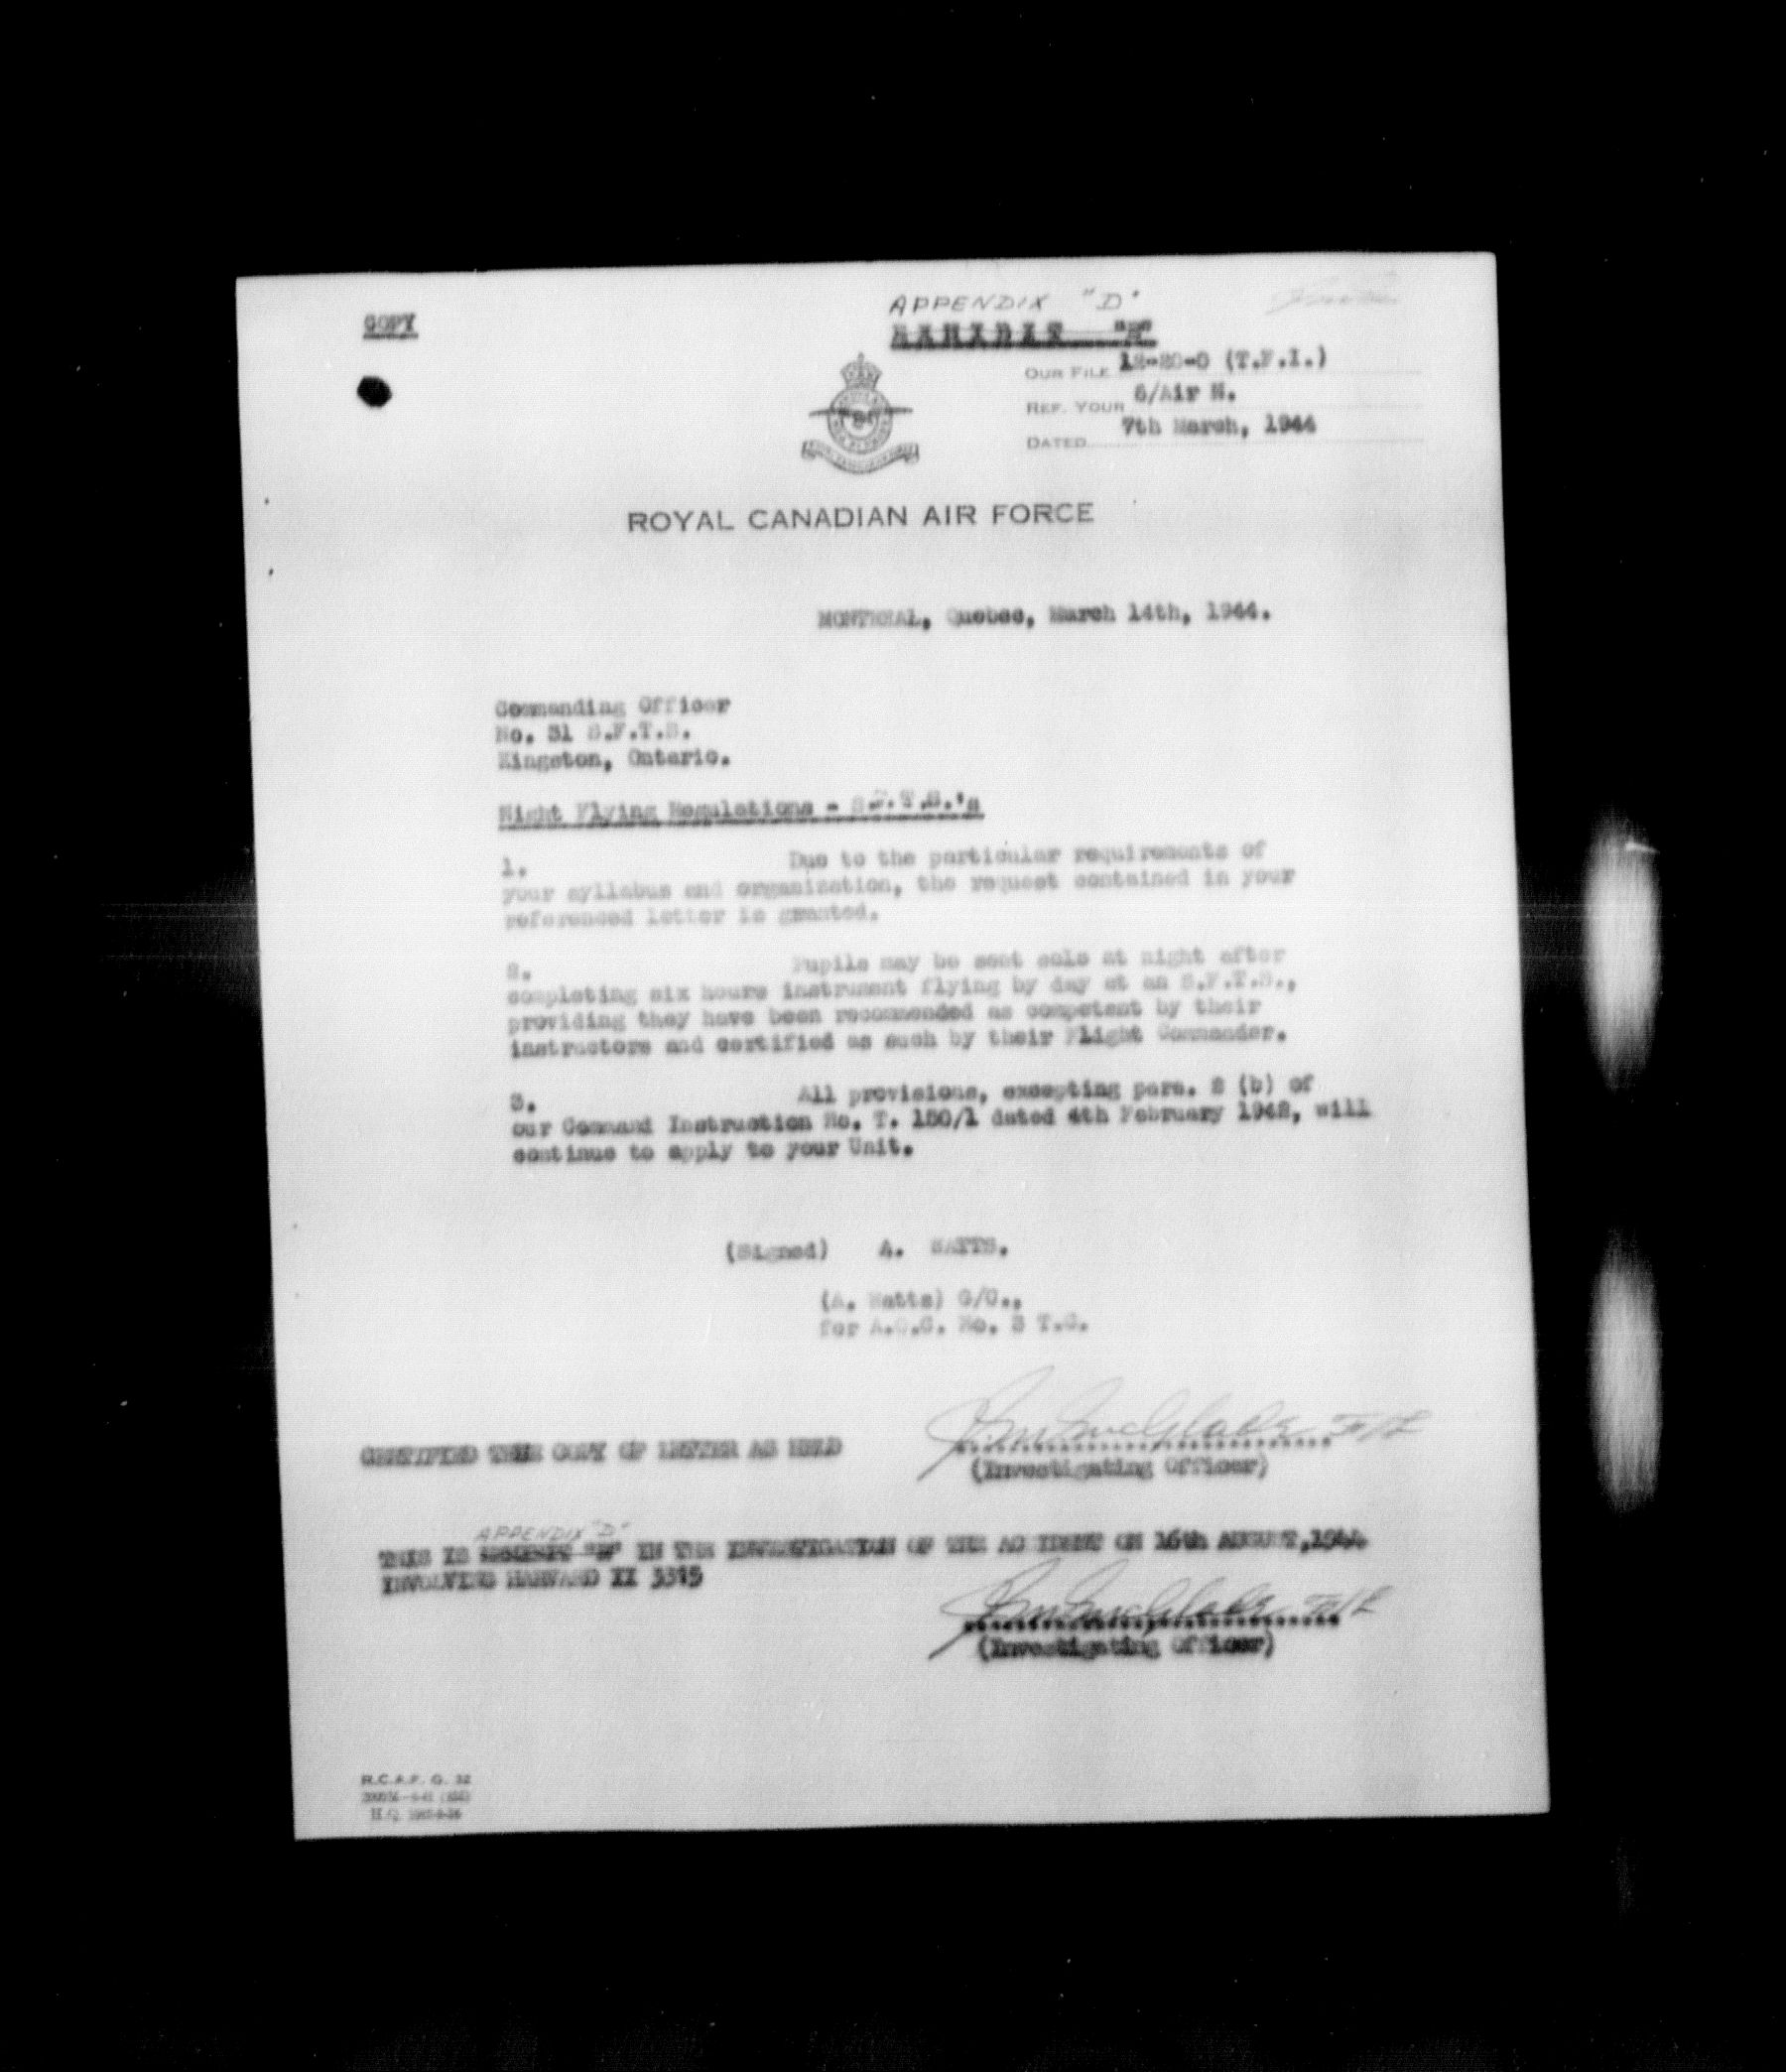 COPY
APPENDIX "D"
EXHIBIT
OUR FILE 12-20-0 (T.F.I.)
REF. YOUR 6/Air N.
DATED 7th March, 1944
ROYAL CANADIAN AIR FORCE
MONTREAL, Quebec, March 14th, 1944.
Commanding Officer
No. 31 S.F.T.S.
Kingston, Ontario.
Night Flying Regulations - S.F.T.S.'s
1. Due to the particular requirements of
your syllabus and organization, the request contained in your
referenced letter is granted.
2. Pupils may be sent solo at night after
completing six hours instrument flying by day at an S.F.T.S.,
providing they have been recommended as competent by their
instructors and certified as such by their Flight Commander.
3. All provisions, excepting para. 2 (b) of
our Command Instruction No. T. 150/1 dated 4th February 1942, will
continue to apply to your Unit.
(Signed) A. WATTS.
(A. Watts) G/C.,
for A.O.C. No. 3 T.C.
CERTIFIED TRUE COPY OF LETTER AS HELD
F/L
(Investigating Officer)
APPENDIX "D"
THIS IS EXHIBIT IN THE INVESTIGATION OF THE ACCIDENT ON 16th AUGUST, 1944
INVOLVING HARVARD II 3315
F/L
(Investigating Officer)
R.C.A.F. G. 32
H.Q.